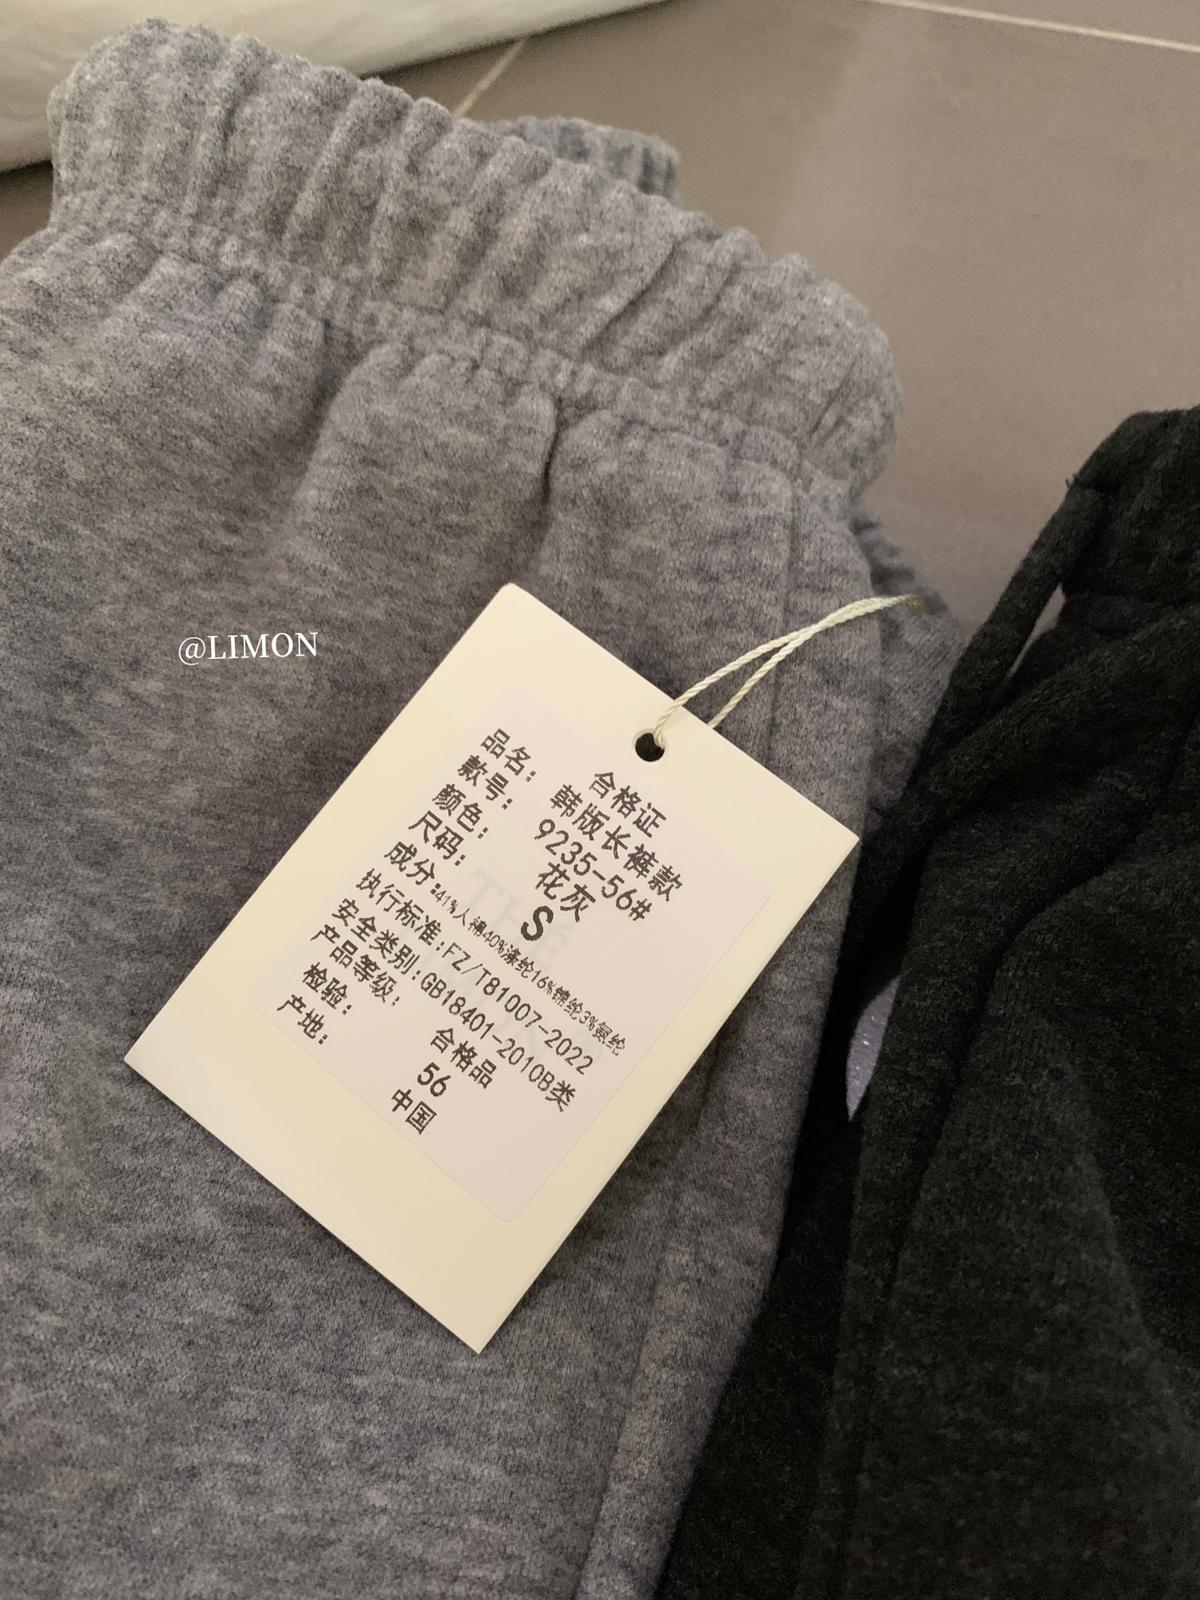 @LIMON
合格证
品名: 韩版长裤款
款号: 9235-56#
颜色: 花灰
尺码: S
成分:41%人棉40%涤纶16%锦纶3%氨纶
执行标准:FZ/T81007-2022
安全类别:GB18401-2010B类
产品等级: 合格品
检验: 56
产地: 中国